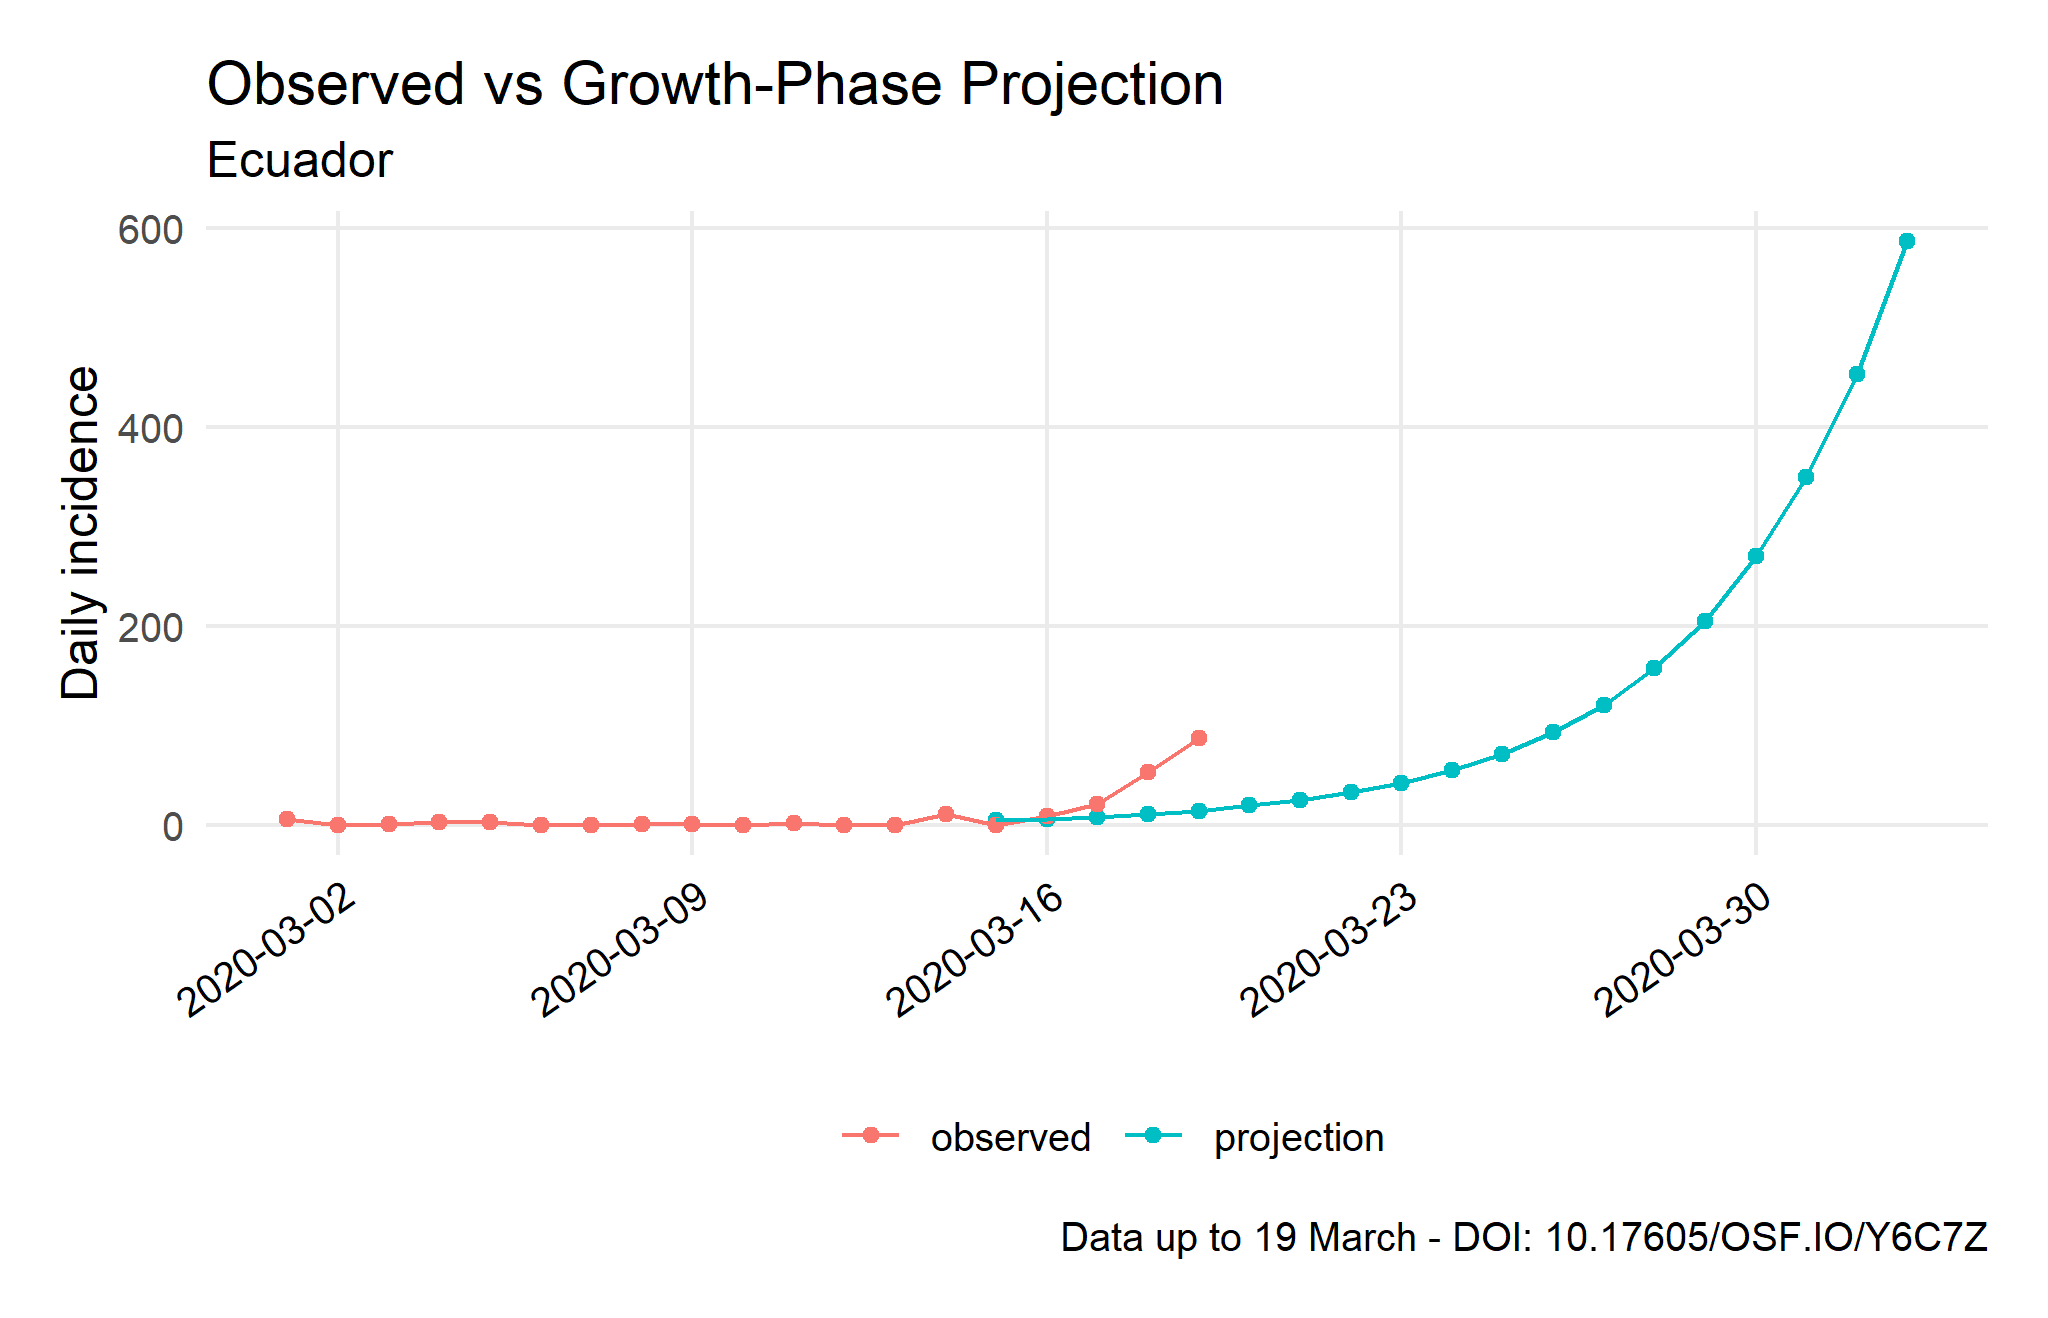 Observed vs Growth-Phase Projection
Ecuador
Daily incidence
600
400
200
0
2020-03-02
2020-03-09
2020-03-16
2020-03-23
2020-03-30
observed
projection
Data up to 19 March - DOI: 10.17605/OSF.IO/Y6C7Z